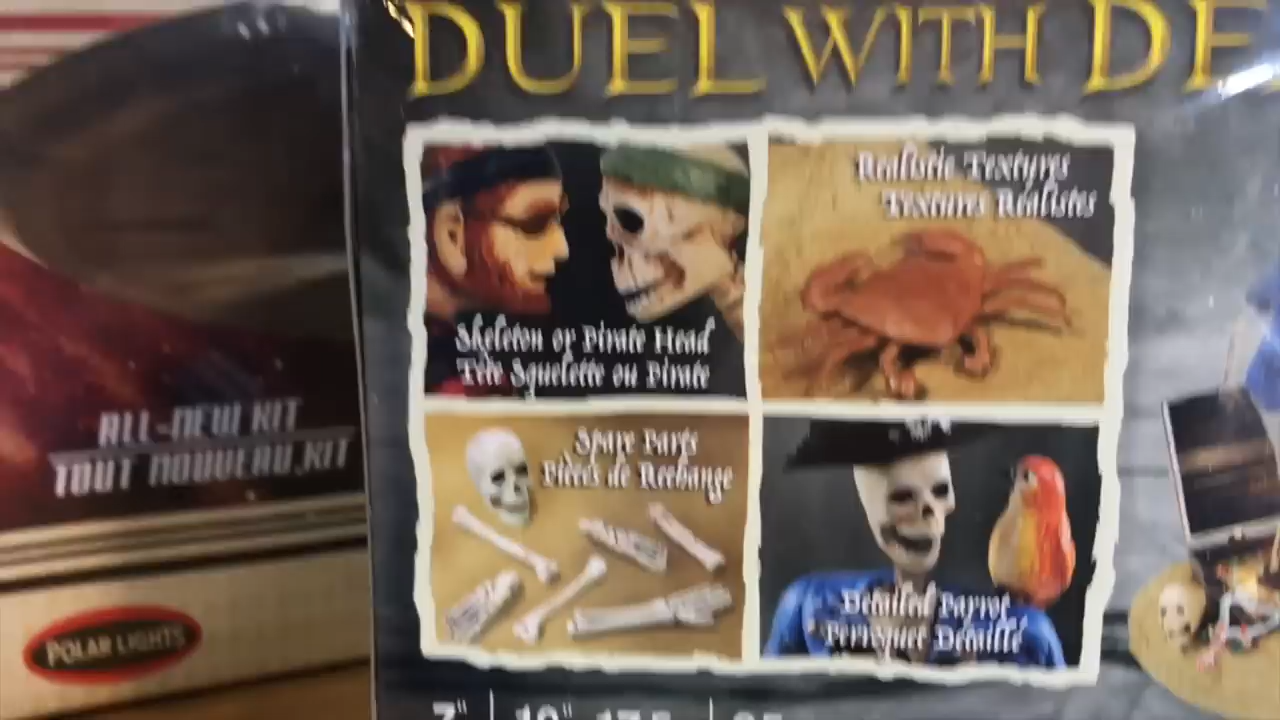 DUEL WITH DE
Skeleton or Pirate Head
Tête Squelette ou Pirate
Realistic Textures
Textures Réalistes
Spare Parts
Pièces de Rechange
Detailed Parrot
Perroquet Détaillé
ALL-NEW KIT
TOUT NOUVEAU KIT
POLAR LIGHTS
7"